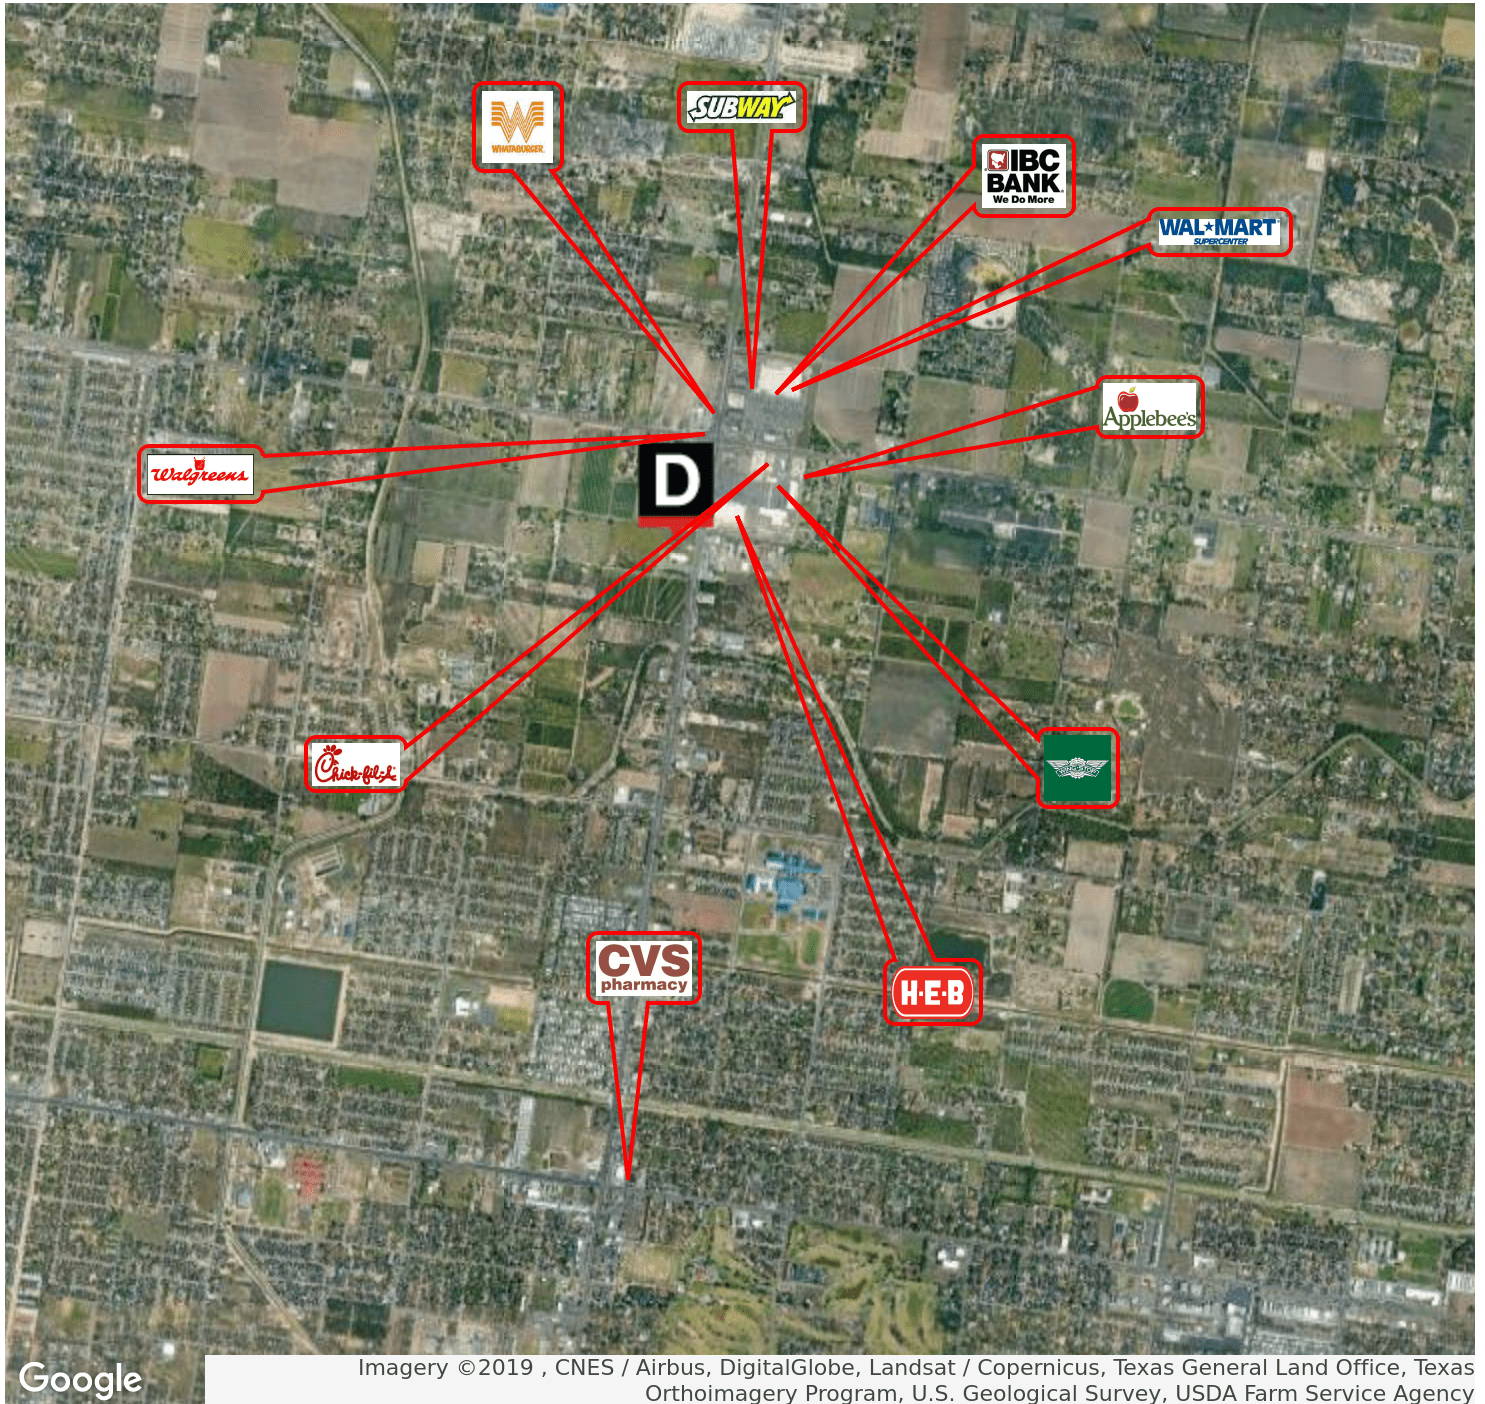 WHATABURGER
SUBWAY
IBC
BANK
We Do More
WAL★MART
SUPERCENTER
Applebee's
Walgreens
D
Chick-fil-A
WINGSTOP
CVS
pharmacy
H-E-B
Google
Imagery ©2019 , CNES / Airbus, DigitalGlobe, Landsat / Copernicus, Texas General Land Office, Texas
Orthoimagery Program, U.S. Geological Survey, USDA Farm Service Agency